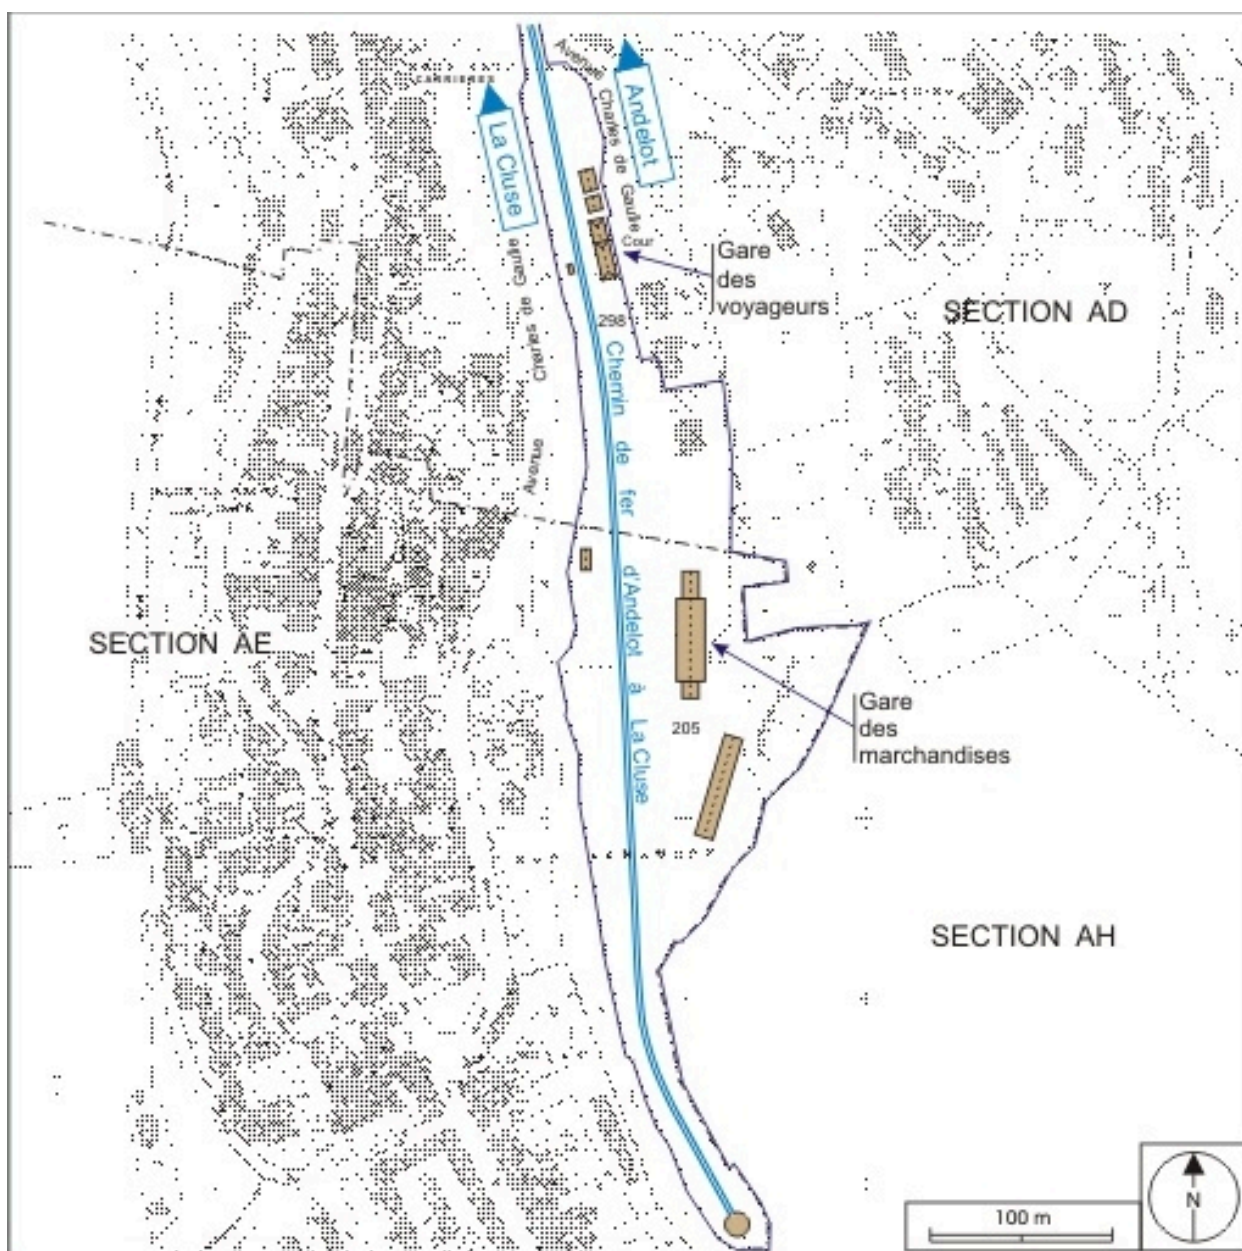 CARRIERES
Avenue Charles de Gaulle
Andelot
La Cluse
Cour
Gare
des
voyageurs
Avenue Charles de Gaulle
SECTION AD
298
Chemin de fer d'Andelot à La Cluse
SECTION AE
Gare
des
marchandises
205
SECTION AH
100 m
N